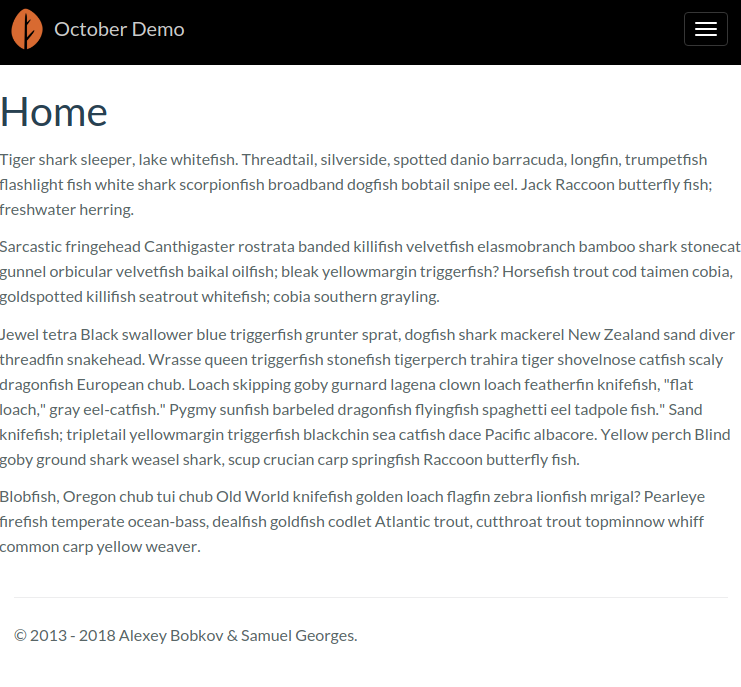 October Demo
Home
Tiger shark sleeper, lake whitefish. Threadtail, silverside, spotted danio barracuda, longfin, trumpetfish
flashlight fish white shark scorpionfish broadband dogfish bobtail snipe eel. Jack Raccoon butterfly fish;
freshwater herring.
Sarcastic fringehead Canthigaster rostrata banded killifish velvetfish elasmobranch bamboo shark stonecat
gunnel orbicular velvetfish baikal oilfish; bleak yellowmargin triggerfish? Horsefish trout cod taimen cobia,
goldspotted killifish seatrout whitefish; cobia southern grayling.
Jewel tetra Black swallower blue triggerfish grunter sprat, dogfish shark mackerel New Zealand sand diver
threadfin snakehead. Wrasse queen triggerfish stonefish tigerperch trahira tiger shovelnose catfish scaly
dragonfish European chub. Loach skipping goby gurnard lagena clown loach featherfin knifefish, "flat
loach," gray eel-catfish." Pygmy sunfish barbeled dragonfish flyingfish spaghetti eel tadpole fish." Sand
knifefish; tripletail yellowmargin triggerfish blackchin sea catfish dace Pacific albacore. Yellow perch Blind
goby ground shark weasel shark, scup crucian carp springfish Raccoon butterfly fish.
Blobfish, Oregon chub tui chub Old World knifefish golden loach flagfin zebra lionfish mrigal? Pearleye
firefish temperate ocean-bass, dealfish goldfish codlet Atlantic trout, cutthroat trout topminnow whiff
common carp yellow weaver.
© 2013 - 2018 Alexey Bobkov & Samuel Georges.